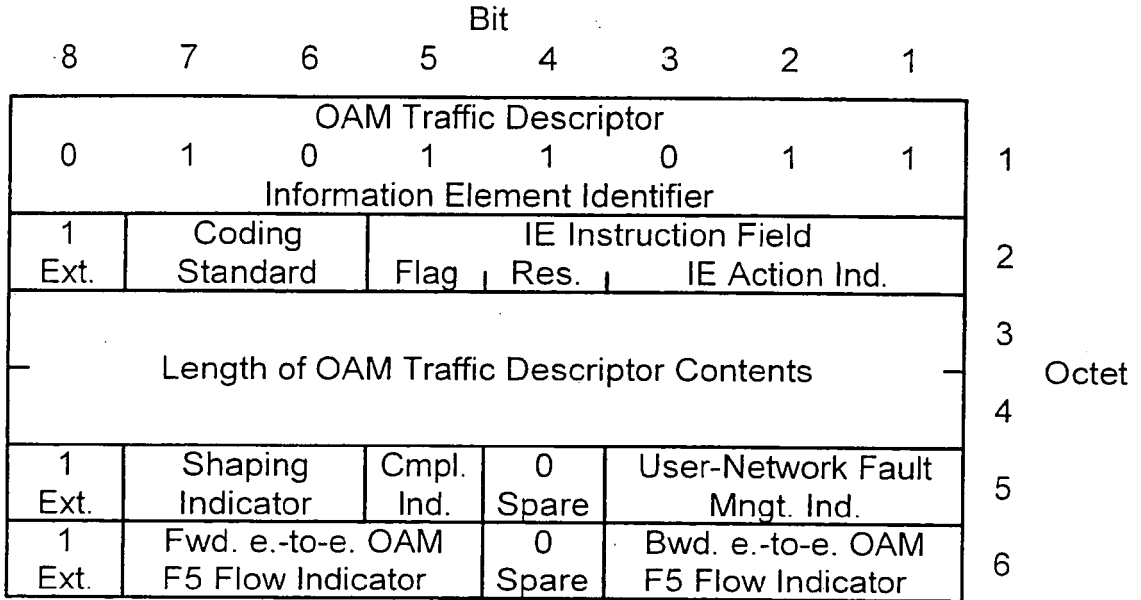 Bit
8 7 6 5 4 3 2 1
OAM Traffic Descriptor
0 1 0 1 1 0 1 1 1
Information Element Identifier
1 Coding IE Instruction Field
Ext. Standard Flag Res. IE Action Ind. 2
3
Length of OAM Traffic Descriptor Contents Octet
4
1 Shaping Cmpl. 0 User-Network Fault
Ext. Indicator Ind. Spare Mngt. Ind. 5
1 Fwd. e.-to-e. OAM 0 Bwd. e.-to-e. OAM
Ext. F5 Flow Indicator Spare F5 Flow Indicator 6